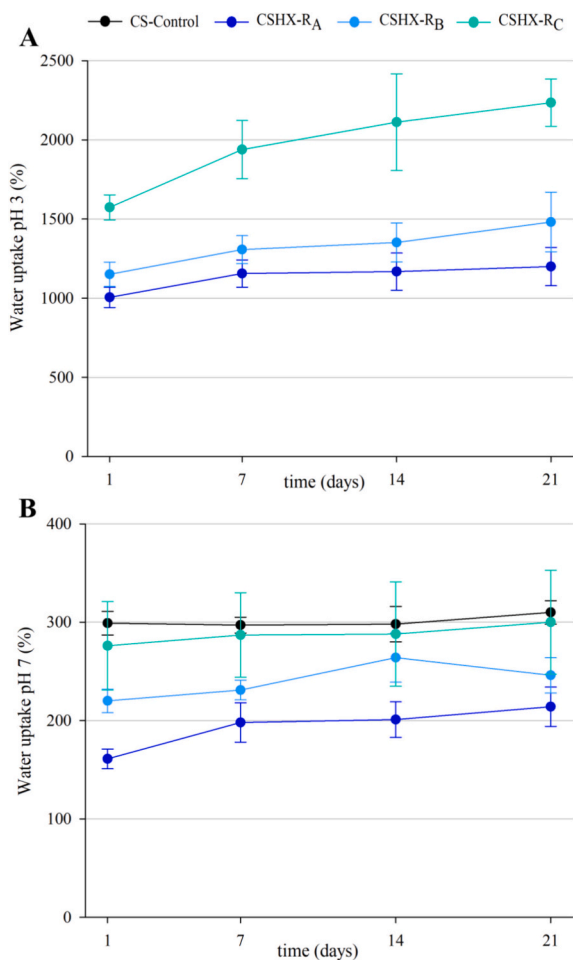 CS-Control CSHX-RA CSHX-RB CSHX-RC
A
2500
2000
1500
1000
500
0
Water uptake pH 3 (%)
1 7 14 21
time (days)
B
400
300
200
100
0
Water uptake pH 7 (%)
1 7 14 21
time (days)